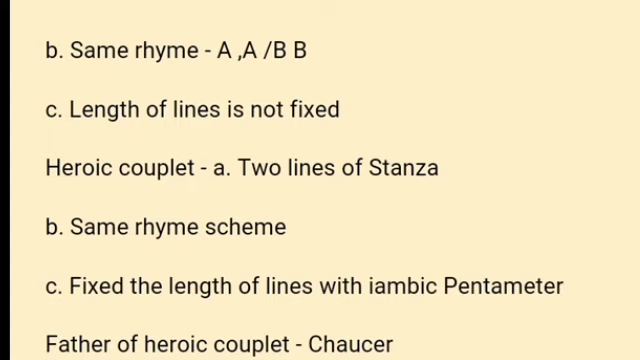 b. Same rhyme - A ,A /B B
c. Length of lines is not fixed
Heroic couplet - a. Two lines of Stanza
b. Same rhyme scheme
c. Fixed the length of lines with iambic Pentameter
Father of heroic couplet - Chaucer